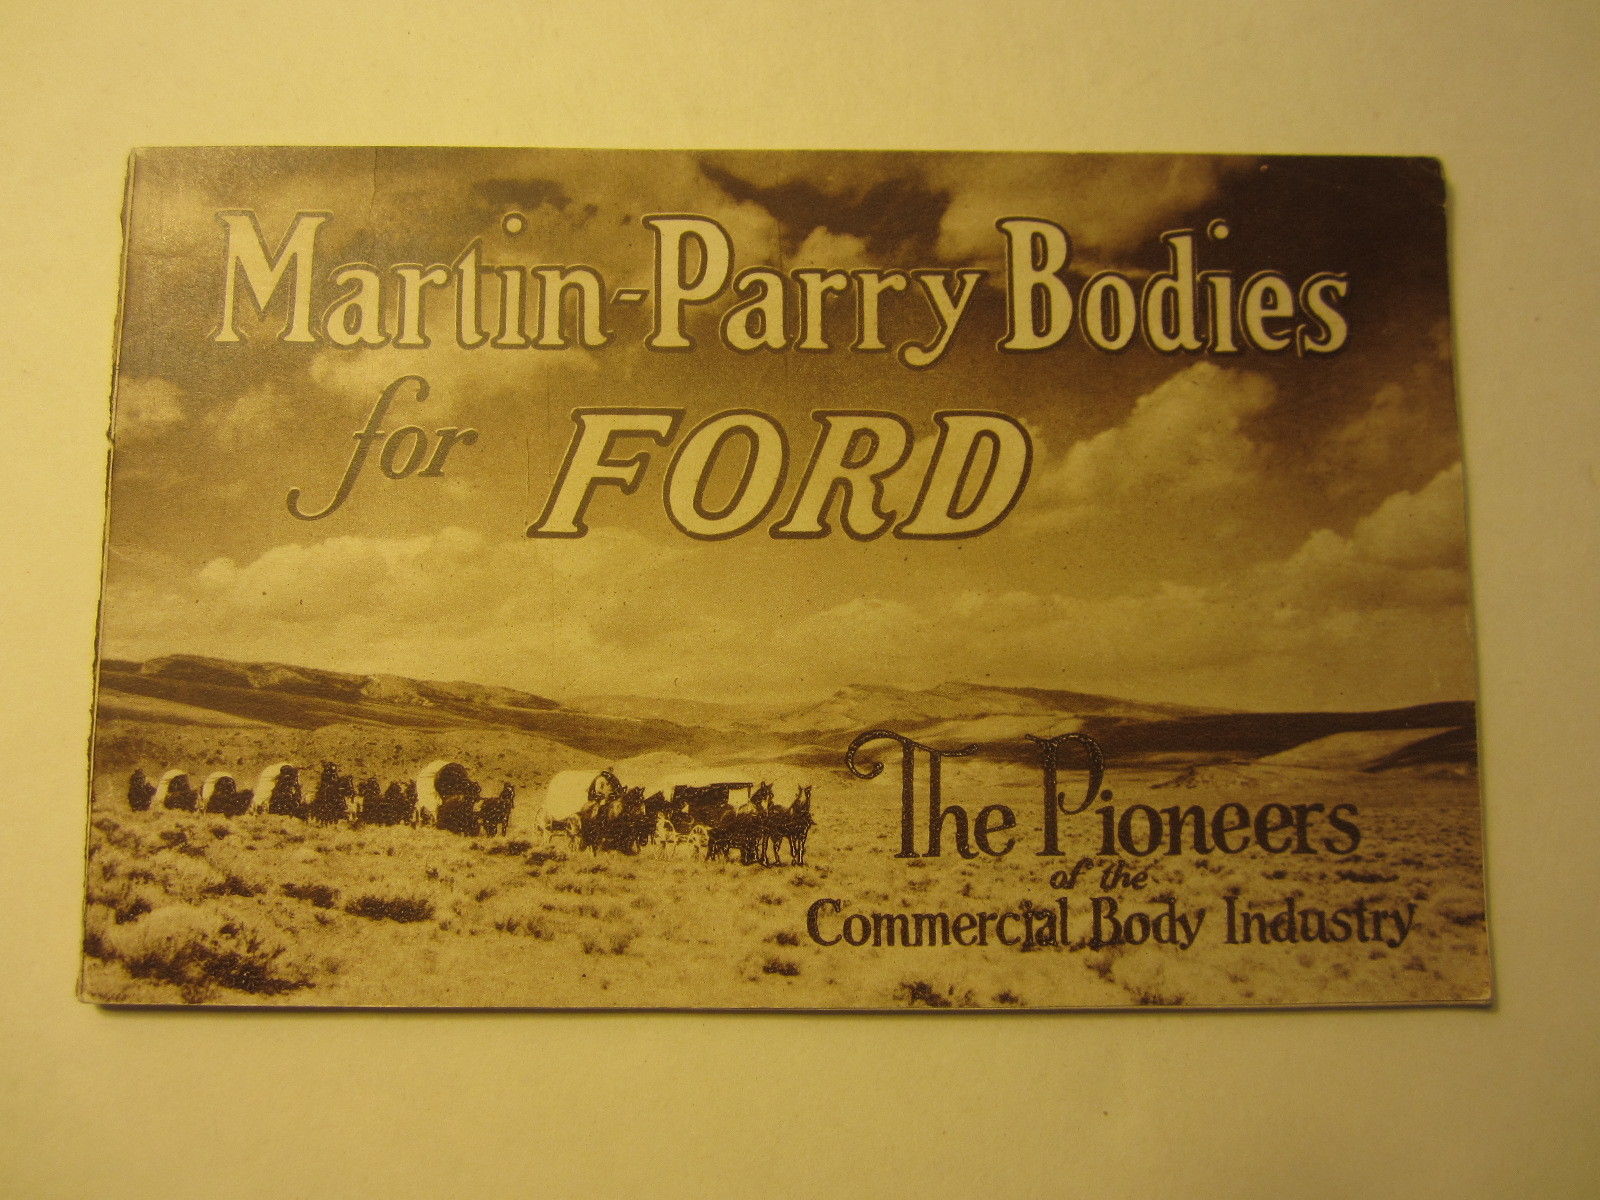 Martin-Parry Bodies
for FORD
The Pioneers
of the
Commercial Body Industry